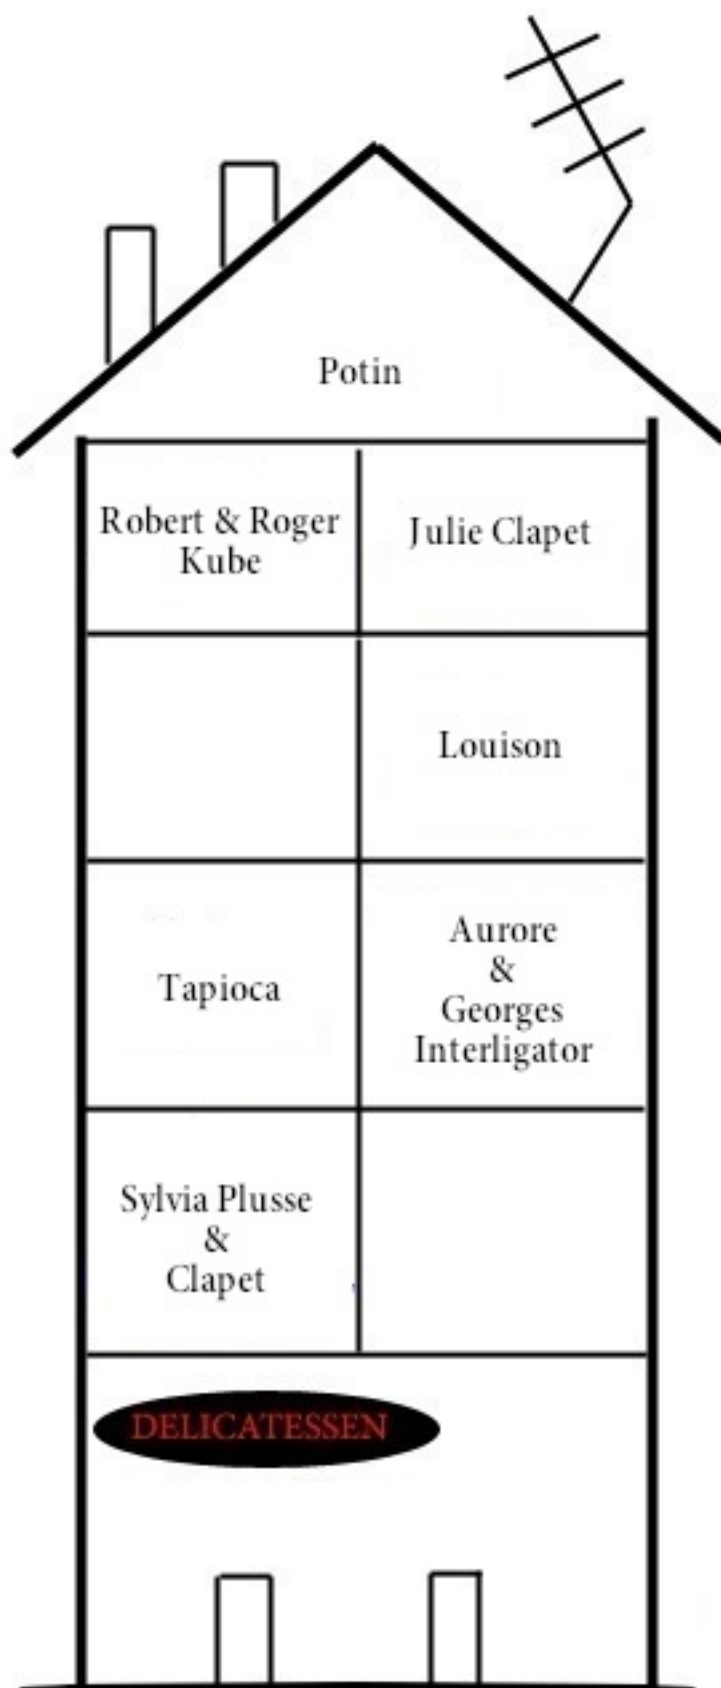 Potin
Robert & Roger
Kube
Julie Clapet
Louison
Tapioca
Aurore
&
Georges
Interligator
Sylvia Plusse
&
Clapet
DELICATESSEN